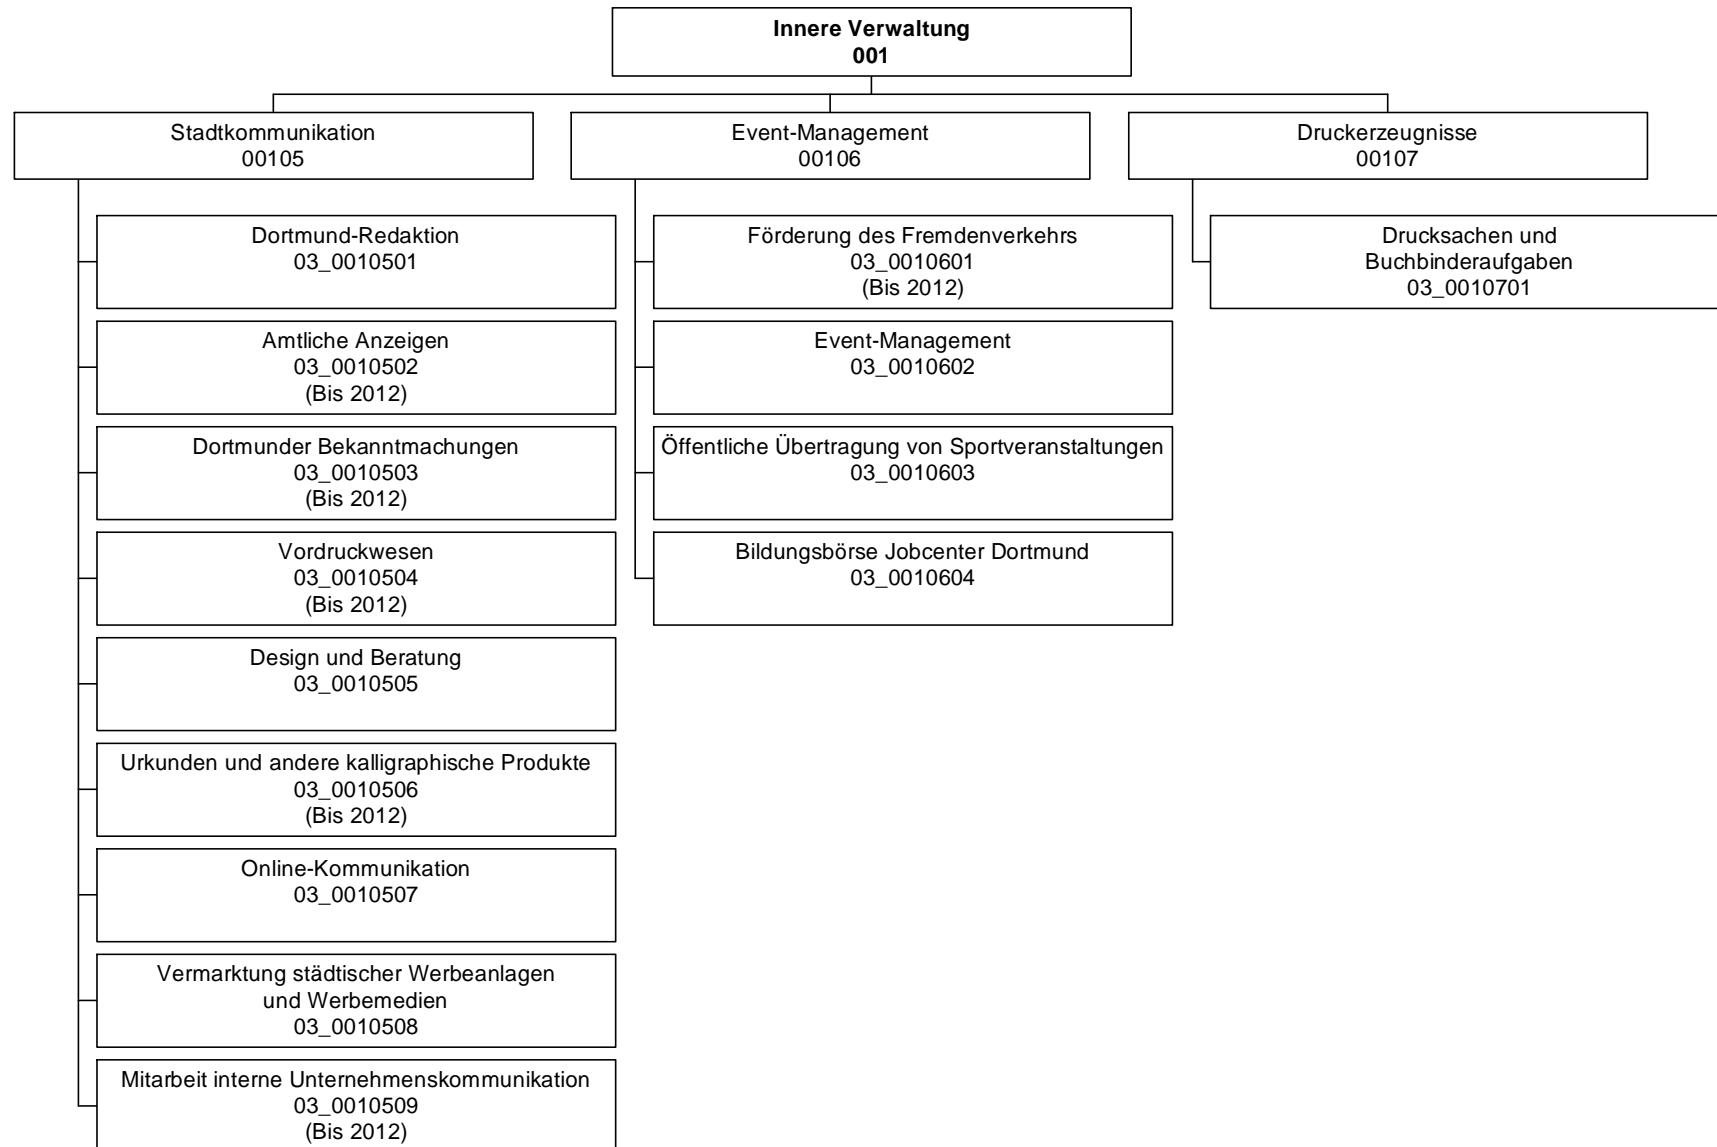 Innere Verwaltung
001
Stadtkommunikation
00105
Dortmund-Redaktion
03_0010501
Amtliche Anzeigen
03_0010502
(Bis 2012)
Dortmunder Bekanntmachungen
03_0010503
(Bis 2012)
Vordruckwesen
03_0010504
(Bis 2012)
Design und Beratung
03_0010505
Urkunden und andere kalligraphische Produkte
03_0010506
(Bis 2012)
Online-Kommunikation
03_0010507
Vermarktung städtischer Werbeanlagen
und Werbemedien
03_0010508
Mitarbeit interne Unternehmenskommunikation
03_0010509
(Bis 2012)
Event-Management
00106
Förderung des Fremdenverkehrs
03_0010601
(Bis 2012)
Event-Management
03_0010602
Öffentliche Übertragung von Sportveranstaltungen
03_0010603
Bildungsbörse Jobcenter Dortmund
03_0010604
Druckerzeugnisse
00107
Drucksachen und
Buchbinderaufgaben
03_0010701